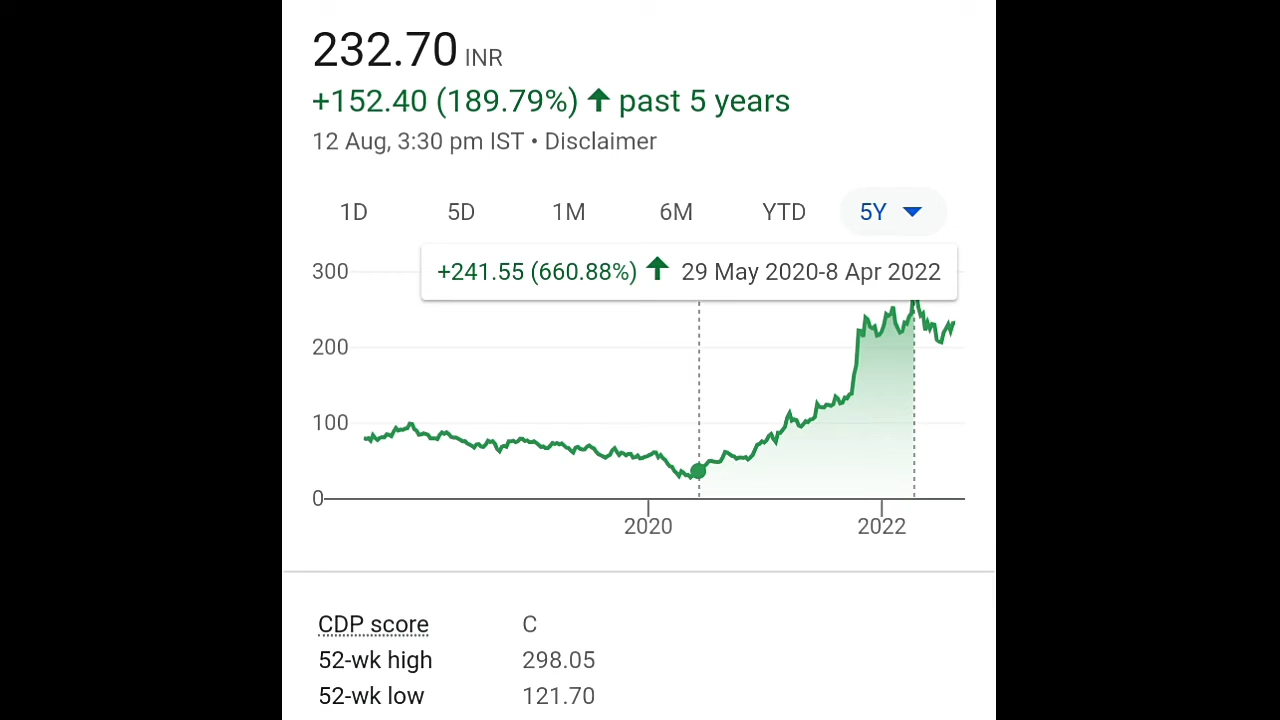 232.70 INR
+152.40 (189.79%) ↑ past 5 years
12 Aug, 3:30 pm IST • Disclaimer
1D 5D 1M 6M YTD 5Y
+241.55 (660.88%) ↑ 29 May 2020-8 Apr 2022
300
200
100
0
2020 2022
CDP score C
52-wk high 298.05
52-wk low 121.70